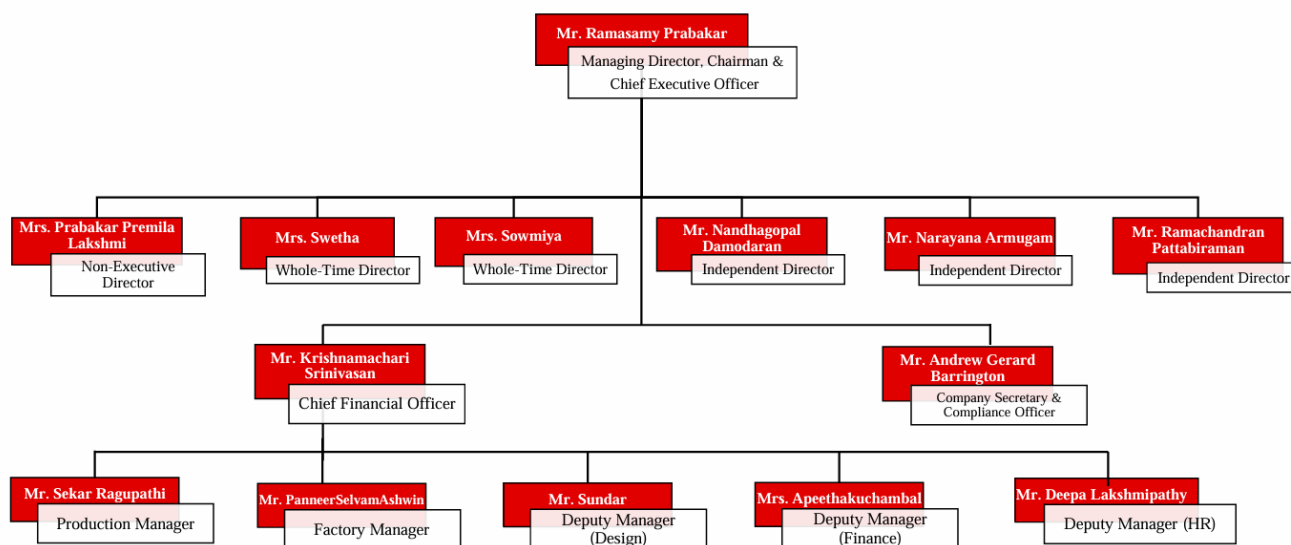 Mr. Ramasamy Prabakar
Managing Director, Chairman &
Chief Executive Officer
Mrs. Prabakar Premila
Lakshmi
Non-Executive
Director
Mrs. Swetha
Whole-Time Director
Mrs. Sowmiya
Whole-Time Director
Mr. Nandhagopal
Damodaran
Independent Director
Mr. Narayana Armugam
Independent Director
Mr. Ramachandran
Pattabiraman
Independent Director
Mr. Krishnamachari
Srinivasan
Chief Financial Officer
Mr. Andrew Gerard
Barrington
Company Secretary &
Compliance Officer
Mr. Sekar Ragupathi
Production Manager
Mr. PanneerSelvamAshwin
Factory Manager
Mr. Sundar
Deputy Manager
(Design)
Mrs. Apeethakuchambal
Deputy Manager
(Finance)
Mr. Deepa Lakshmipathy
Deputy Manager (HR)